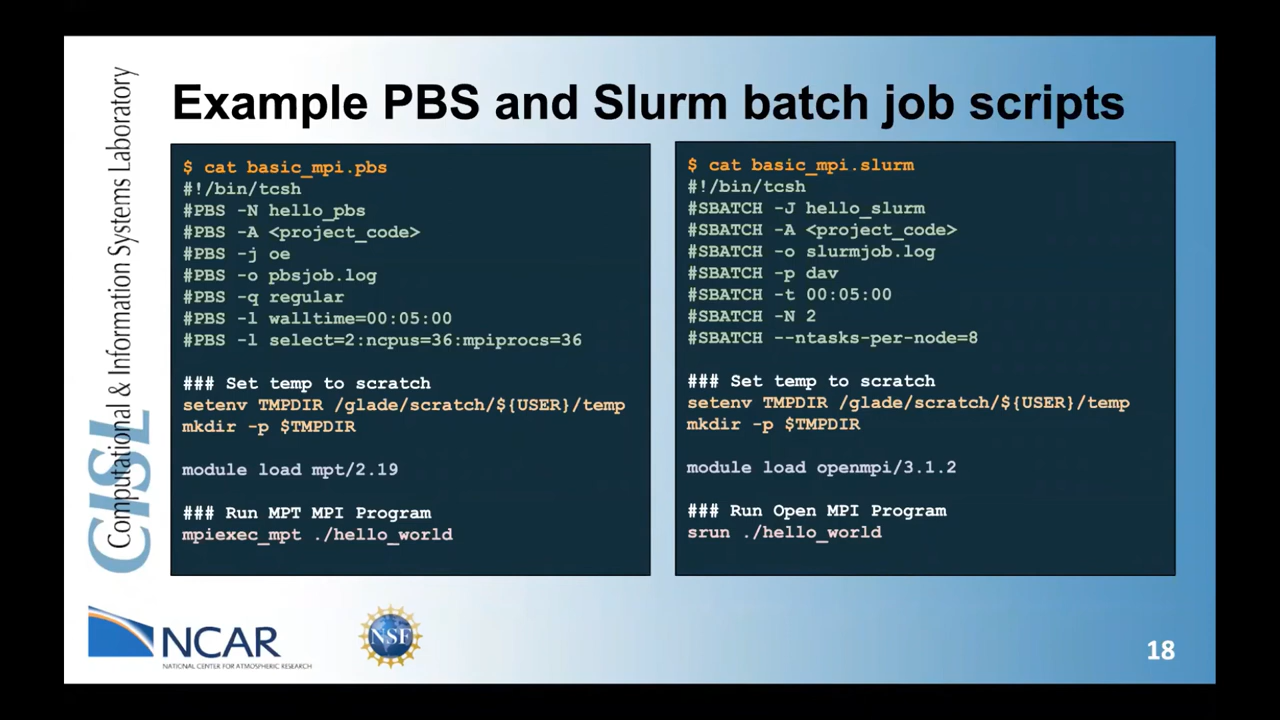 Example PBS and Slurm batch job scripts
Computational & Information Systems Laboratory
CISL
$ cat basic_mpi.pbs
#!/bin/tcsh
#PBS -N hello_pbs
#PBS -A <project_code>
#PBS -j oe
#PBS -o pbsjob.log
#PBS -q regular
#PBS -l walltime=00:05:00
#PBS -l select=2:ncpus=36:mpiprocs=36
### Set temp to scratch
setenv TMPDIR /glade/scratch/${USER}/temp
mkdir -p $TMPDIR
module load mpt/2.19
### Run MPT MPI Program
mpiexec_mpt ./hello_world
$ cat basic_mpi.slurm
#!/bin/tcsh
#SBATCH -J hello_slurm
#SBATCH -A <project_code>
#SBATCH -o slurmjob.log
#SBATCH -p dav
#SBATCH -t 00:05:00
#SBATCH -N 2
#SBATCH --ntasks-per-node=8
### Set temp to scratch
setenv TMPDIR /glade/scratch/${USER}/temp
mkdir -p $TMPDIR
module load openmpi/3.1.2
### Run Open MPI Program
srun ./hello_world
NCAR
NATIONAL CENTER FOR ATMOSPHERIC RESEARCH
NSF
18